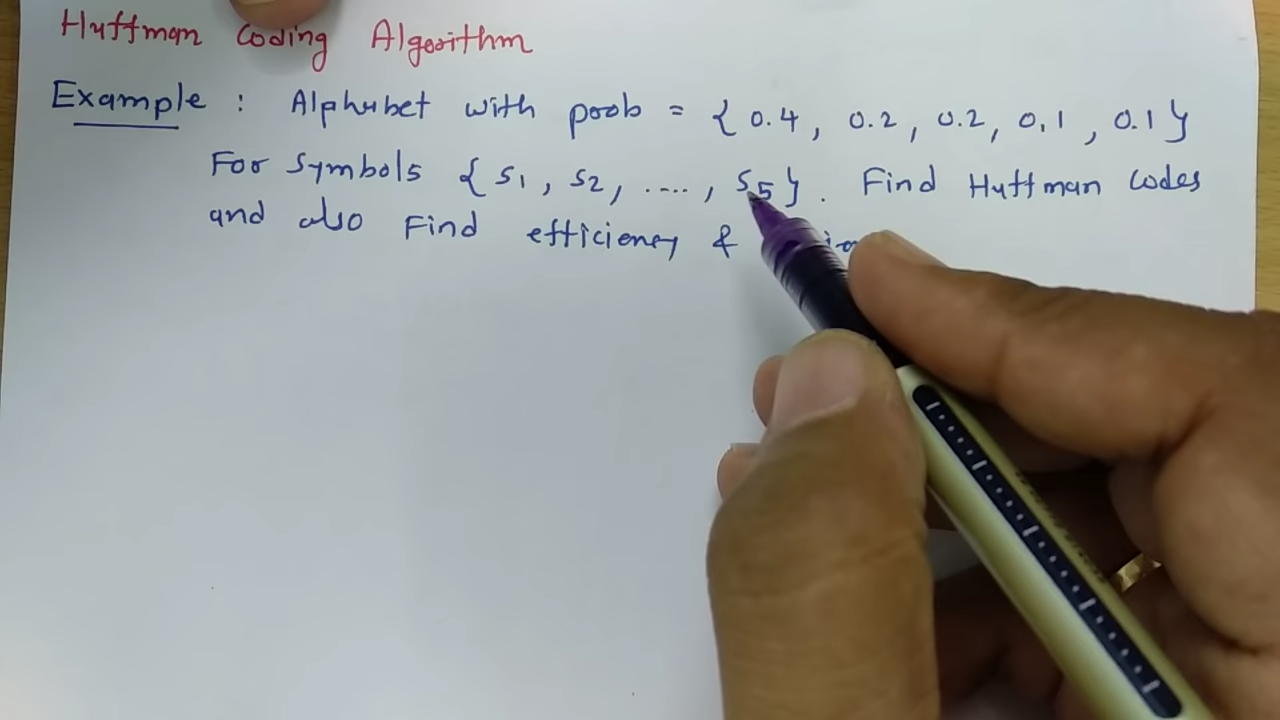 Huffman Coding Algorithm
Example : Alphabet with prob = { 0.4, 0.2, 0.2, 0.1, 0.1 }
For Symbols { S1, S2, ...., S5 }. Find Huffman Codes
and also Find efficiency &